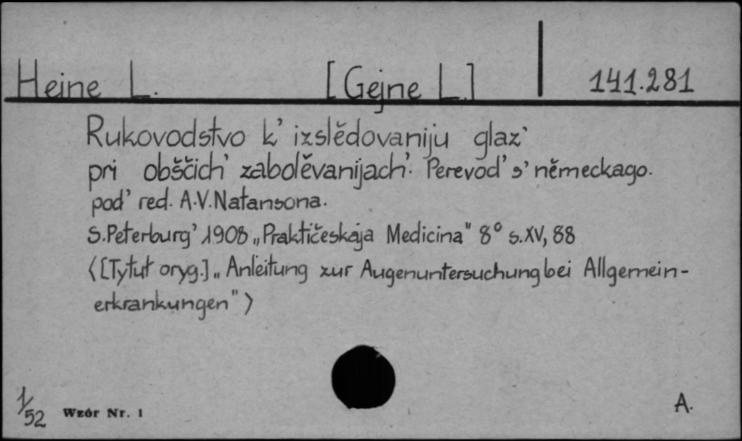 Heine L. [Gejne L.] 141.281
Rukovodstvo k' izslědovaniju glaz'
pri obščich' zabolěvanijach'. Perevod' s' německago.
pod' red. A.V.Natansona.
S.Peterburg' 1908 „Praktičeskaja Medicina" 8° s.XV, 88
⟨[Tytuł oryg.] „Anleitung zur Augenuntersuchung bei Allgemein-
erkrankungen"⟩
1/52 Wzór Nr. 1 A.